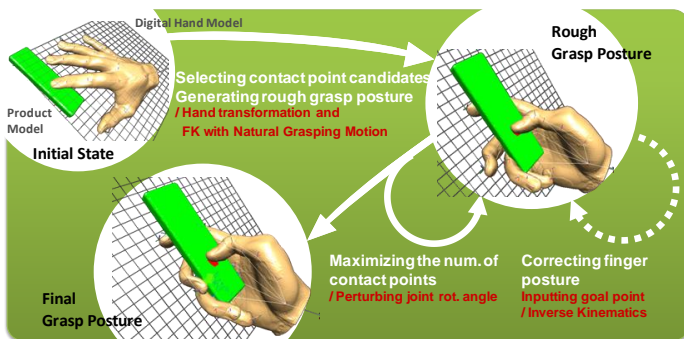 Digital Hand Model
Product
Model
Initial State
Selecting contact point candidates
Generating rough grasp posture
/ Hand transformation and
FK with Natural Grasping Motion
Rough
Grasp Posture
Maximizing the num. of
contact points
/ Perturbing joint rot. angle
Correcting finger
posture
Inputting goal point
/ Inverse Kinematics
Final
Grasp Posture